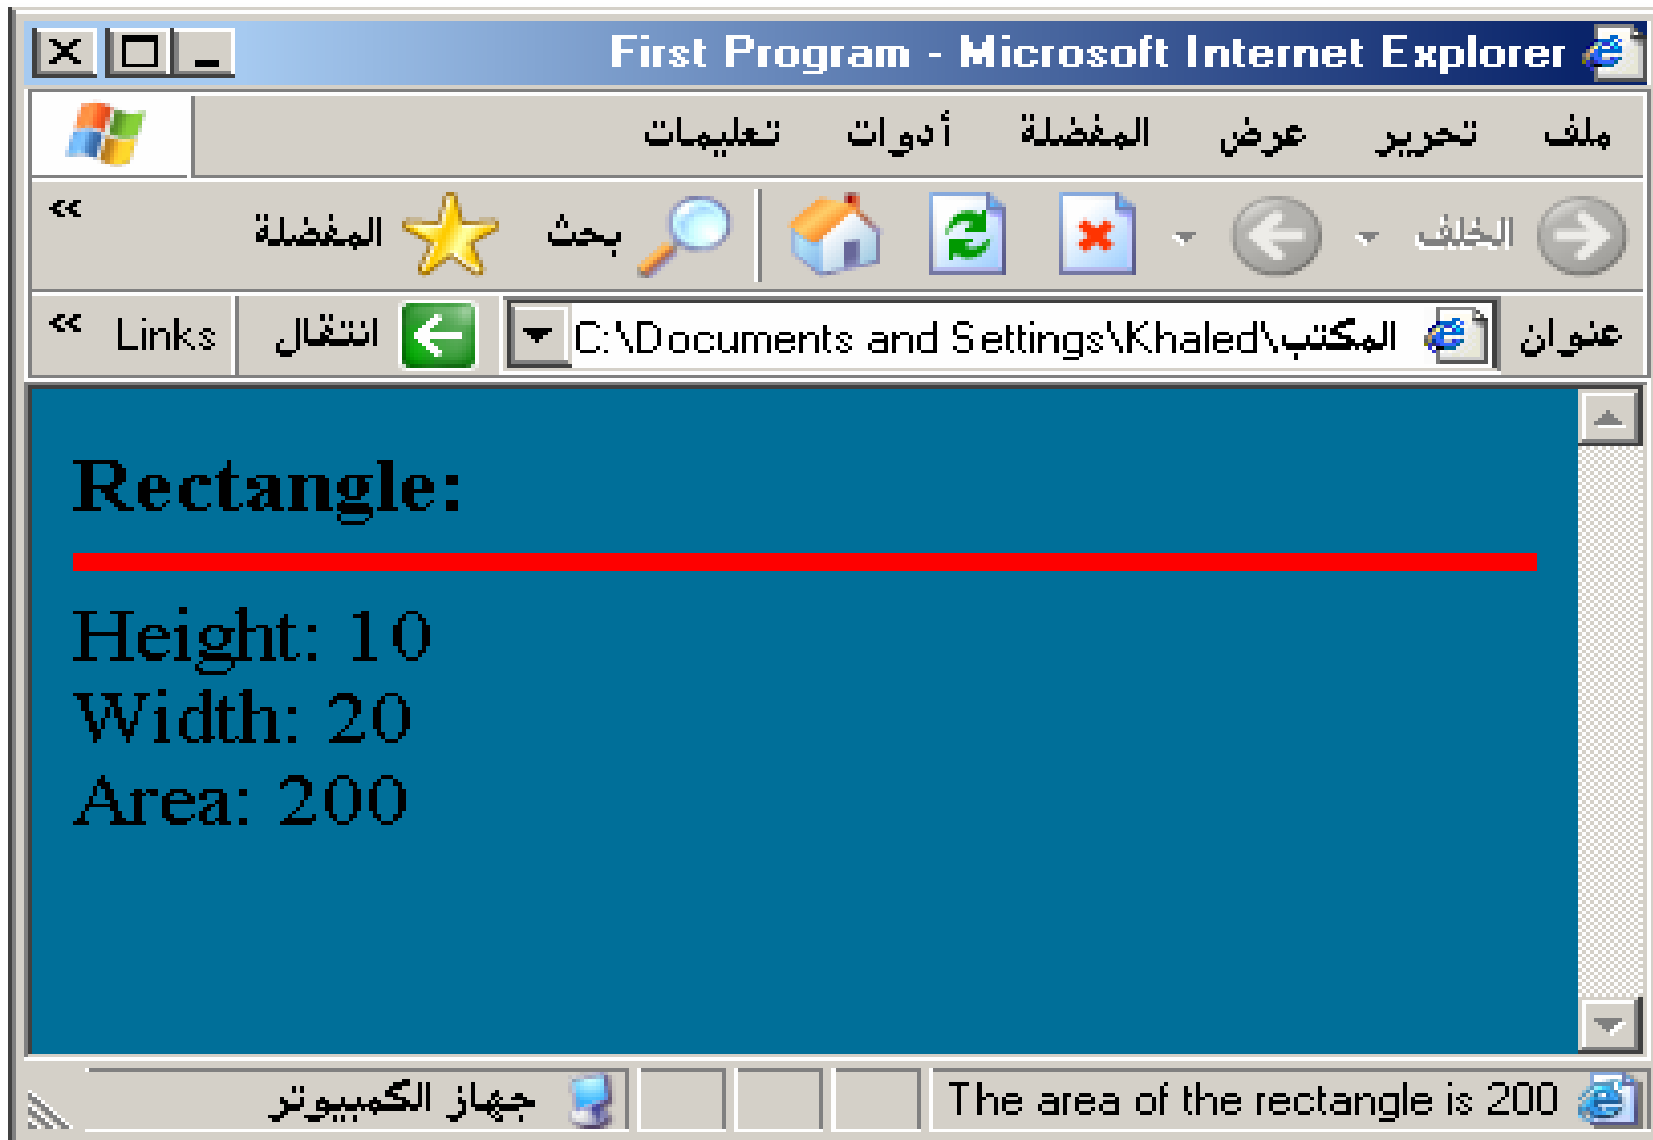 First Program - Microsoft Internet Explorer
ملف تحرير عرض المفضلة أدوات تعليمات
الخلف بحث المفضلة »
عنوان C:\Documents and Settings\Khaled\المكتب انتقال Links »
Rectangle:
Height: 10
Width: 20
Area: 200
The area of the rectangle is 200 جهاز الكمبيوتر